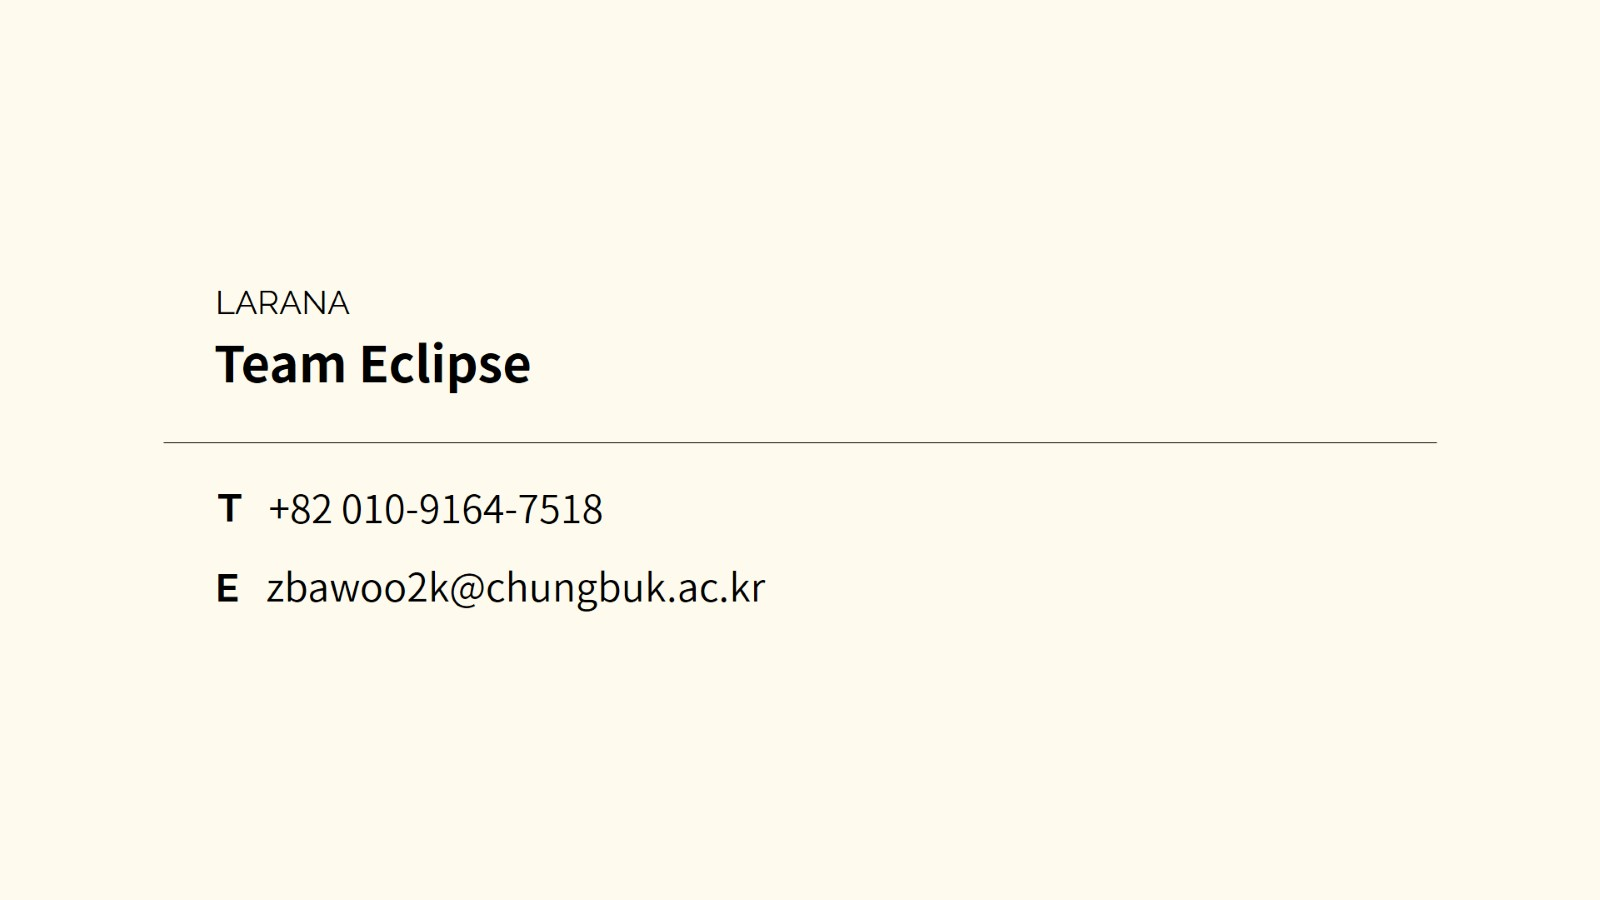 LARANA
Team Eclipse
T +82 010-9164-7518
E zbawoo2k@chungbuk.ac.kr